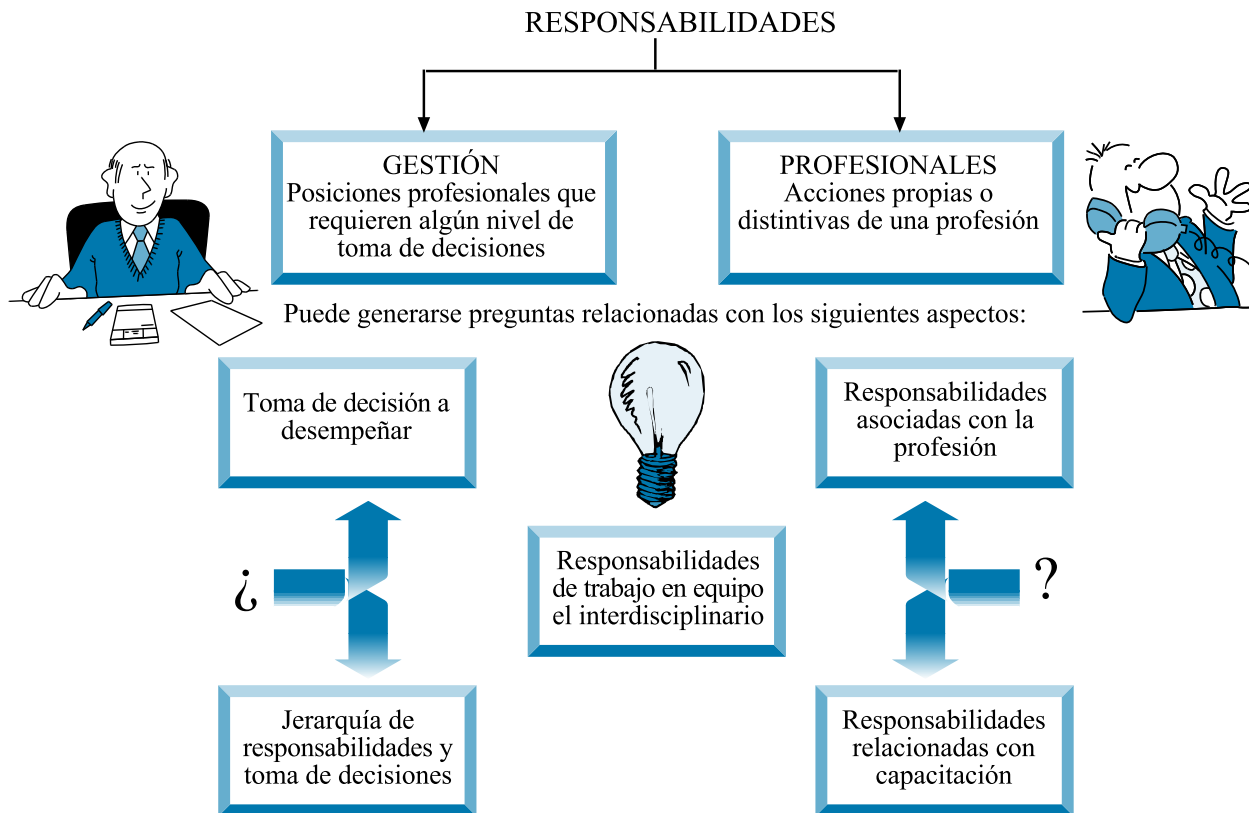 RESPONSABILIDADES
GESTIÓN
Posiciones profesionales que
requieren algún nivel de
toma de decisiones
PROFESIONALES
Acciones propias o
distintivas de una profesión
Puede generarse preguntas relacionadas con los siguientes aspectos:
Toma de decisión a
desempeñar
Responsabilidades
asociadas con la
profesión
¿
Responsabilidades
de trabajo en equipo
el interdisciplinario
?
Jerarquía de
responsabilidades y
toma de decisiones
Responsabilidades
relacionadas con
capacitación